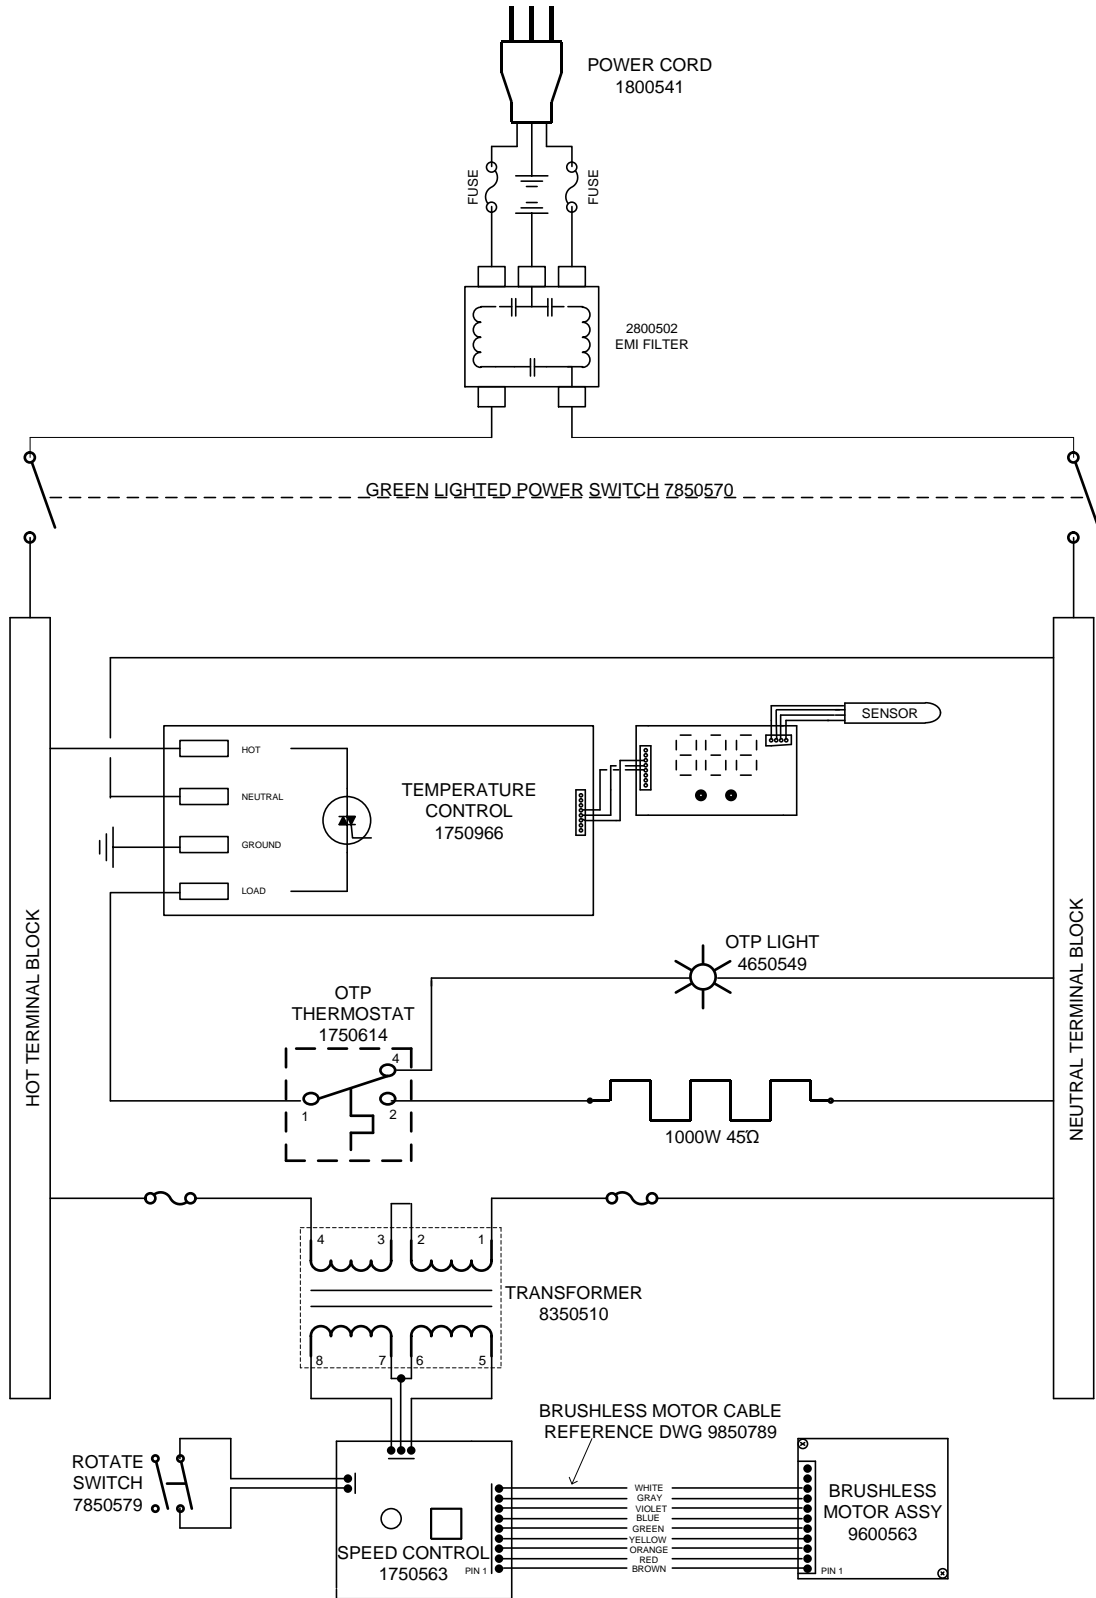 POWER CORD
1800541
FUSE
FUSE
2800502
EMI FILTER
GREEN LIGHTED POWER SWITCH 7850570
SENSOR
HOT
NEUTRAL
GROUND
LOAD
TEMPERATURE
CONTROL
1750966
HOT TERMINAL BLOCK
NEUTRAL TERMINAL BLOCK
OTP LIGHT
4650549
OTP
THERMOSTAT
1750614
4
1
2
1000W 45Ω
4
3
2
1
TRANSFORMER
8350510
8
7
6
5
BRUSHLESS MOTOR CABLE
REFERENCE DWG 9850789
ROTATE
SWITCH
7850579
SPEED CONTROL
1750563
PIN 1
WHITE
GRAY
VIOLET
BLUE
GREEN
YELLOW
ORANGE
RED
BROWN
BRUSHLESS
MOTOR ASSY
9600563
PIN 1